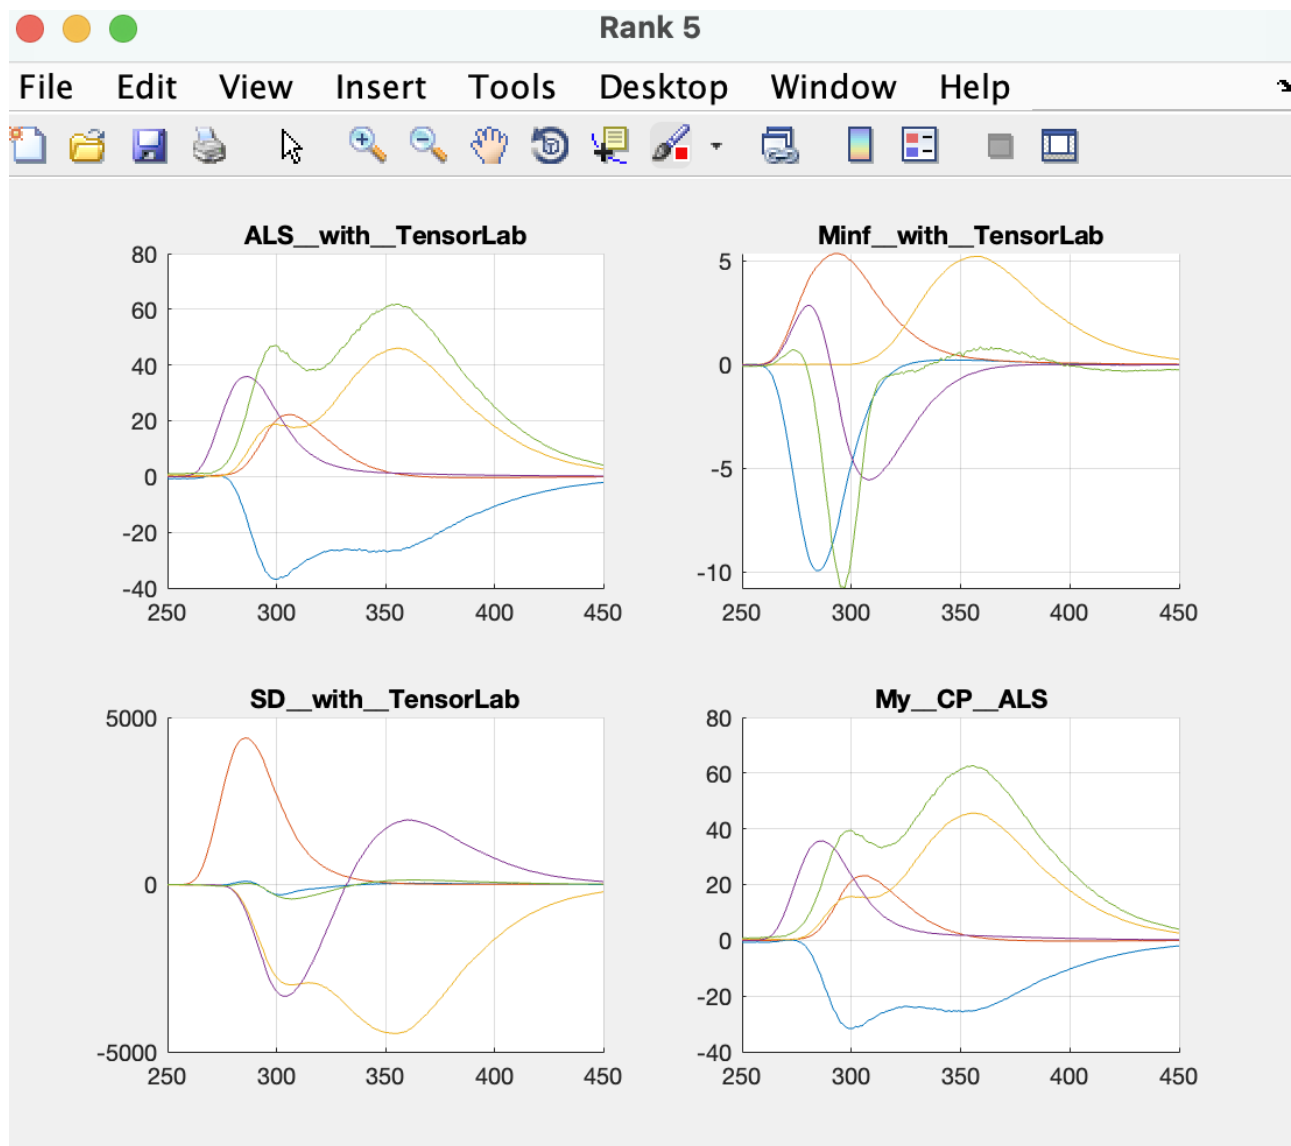 Rank 5
File Edit View Insert Tools Desktop Window Help
ALS__with__TensorLab
80
60
40
20
0
-20
-40
250 300 350 400 450
Minf__with__TensorLab
5
0
-5
-10
250 300 350 400 450
SD__with__TensorLab
5000
0
-5000
250 300 350 400 450
My__CP__ALS
80
60
40
20
0
-20
-40
250 300 350 400 450